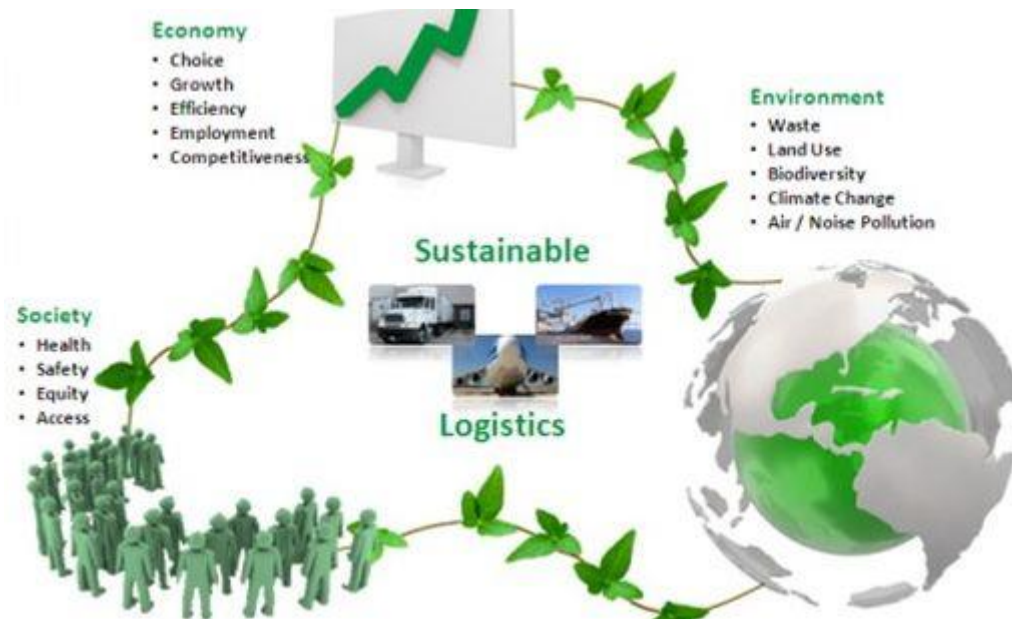 Economy
• Choice
• Growth
• Efficiency
• Employment
• Competitiveness
Environment
• Waste
• Land Use
• Biodiversity
• Climate Change
• Air / Noise Pollution
Sustainable
Society
• Health
• Safety
• Equity
• Access
Logistics